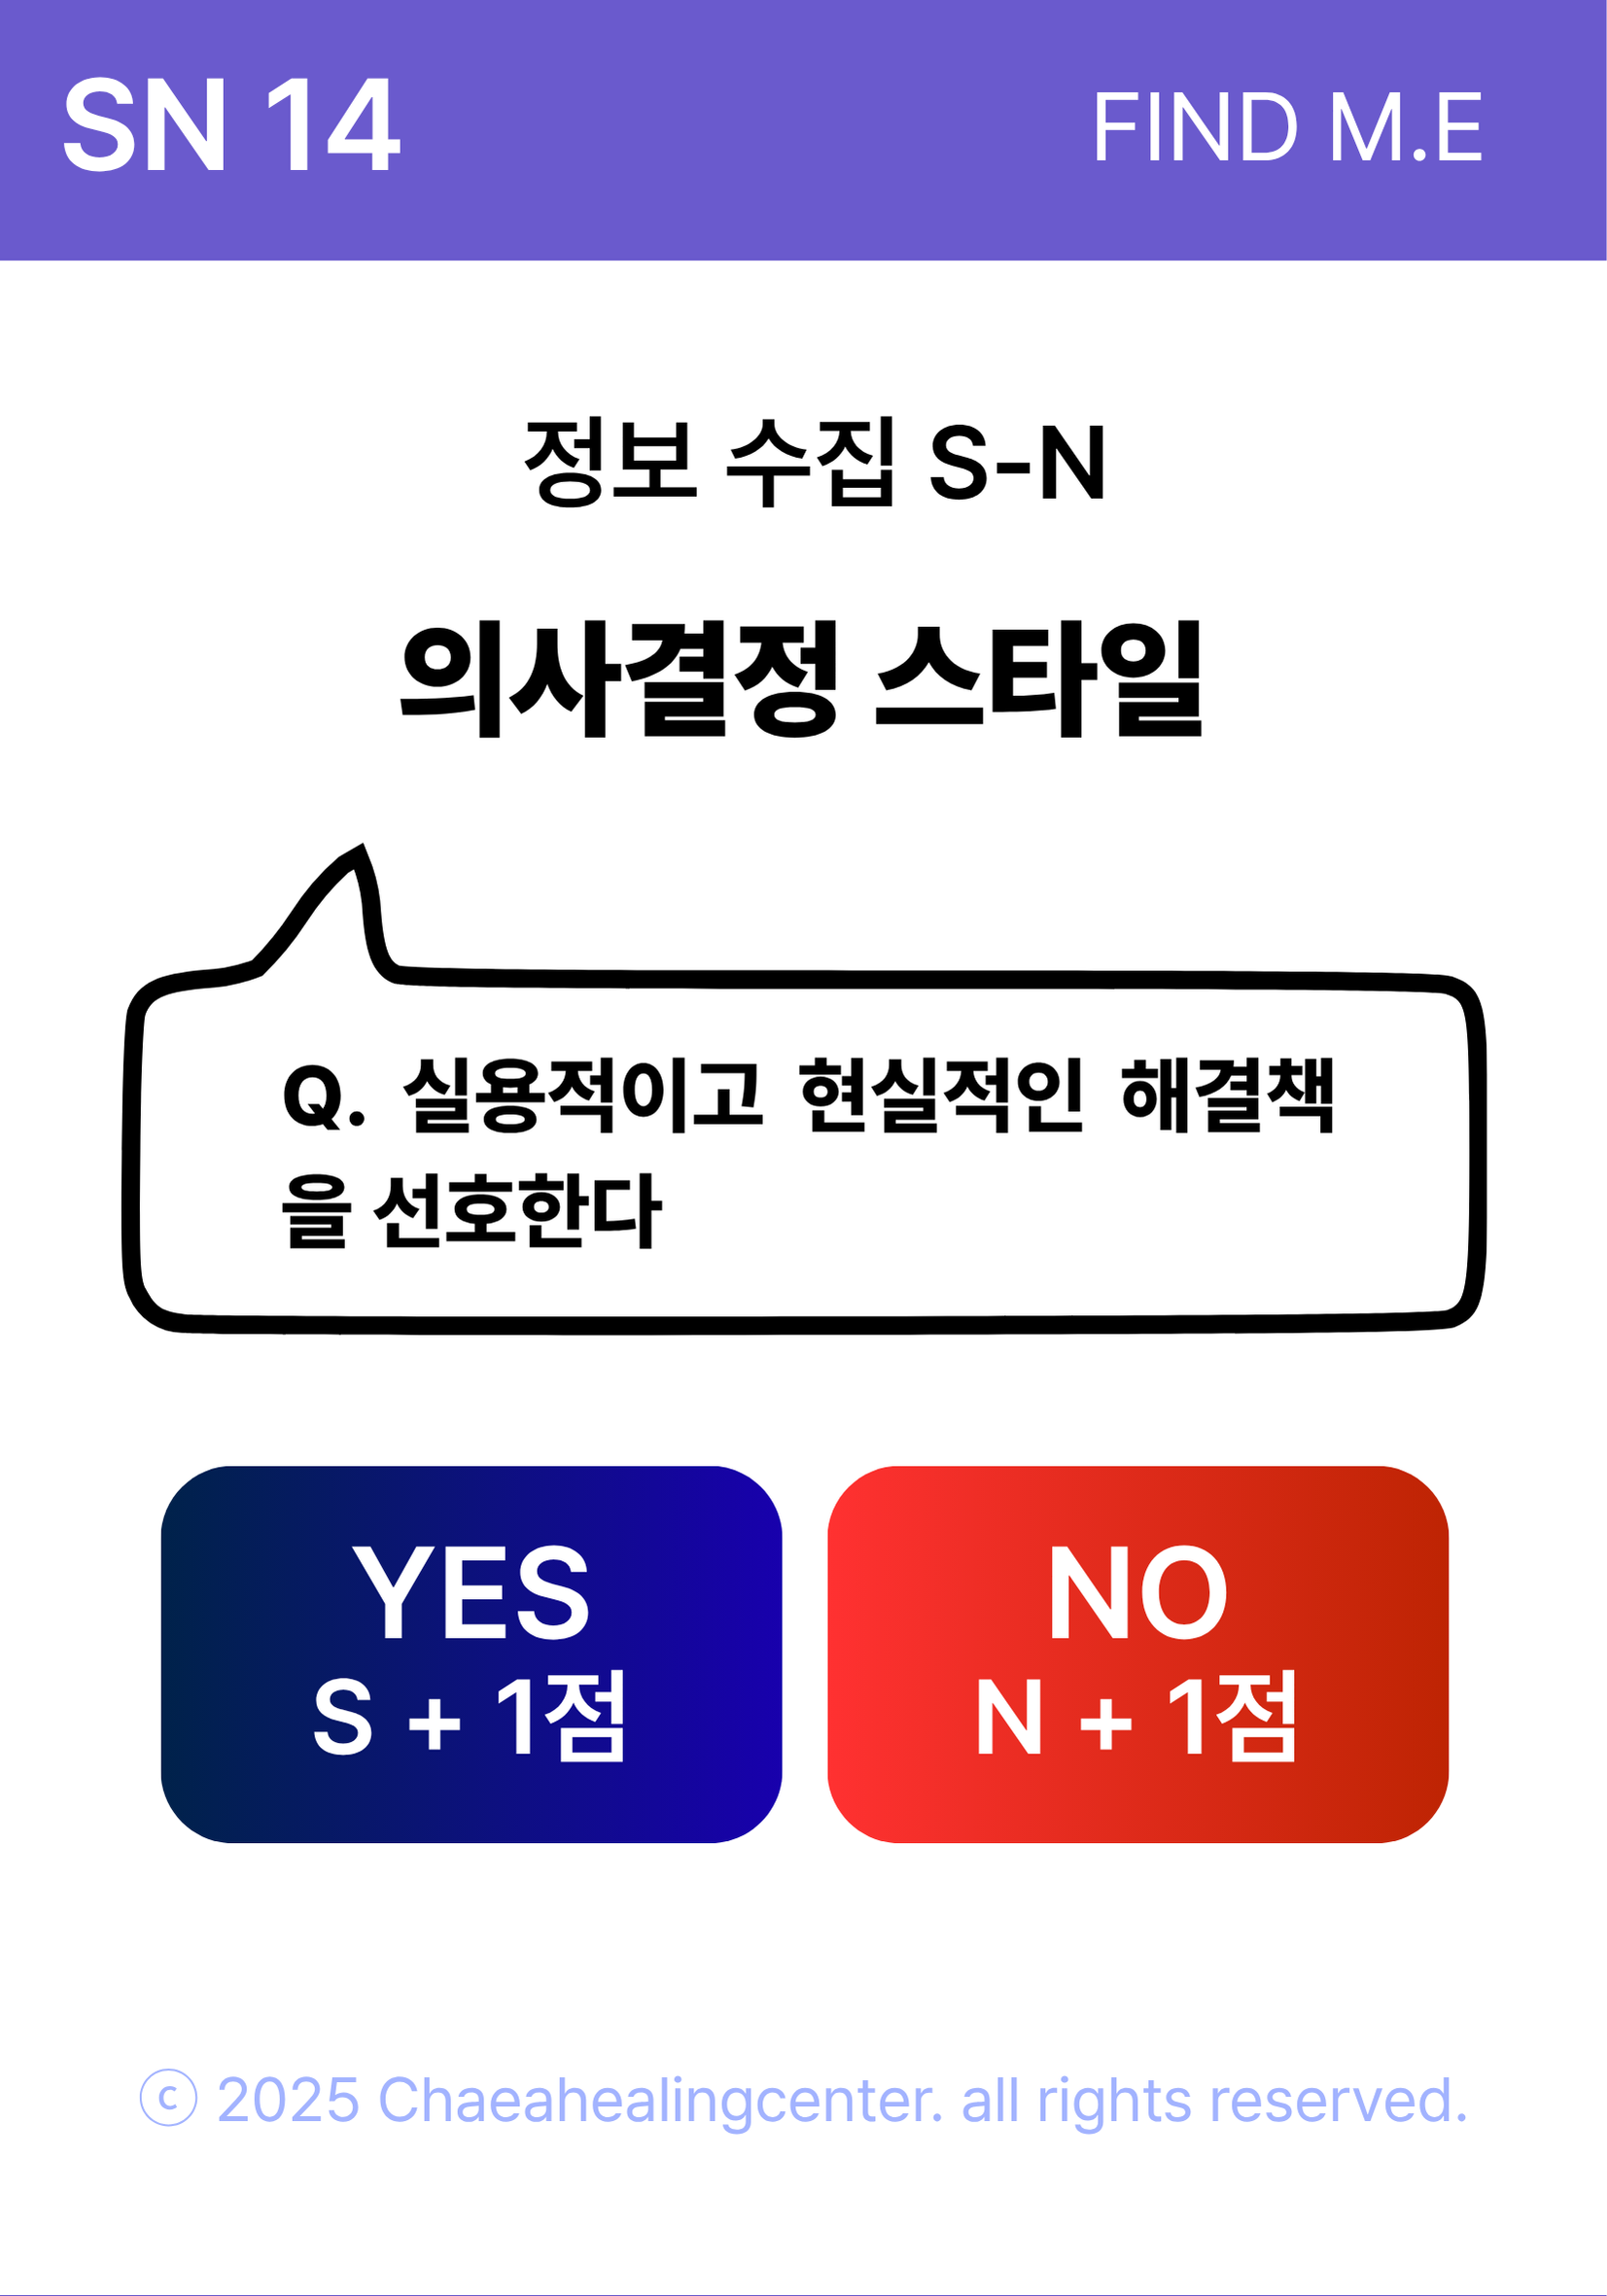 SN 14
FIND M.E
정보 수집 S-N
의사결정 스타일
Q. 실용적이고 현실적인 해결책
을 선호한다
YES
S + 1점
NO
N + 1점
© 2025 Chaeahealingcenter. all rights reserved.